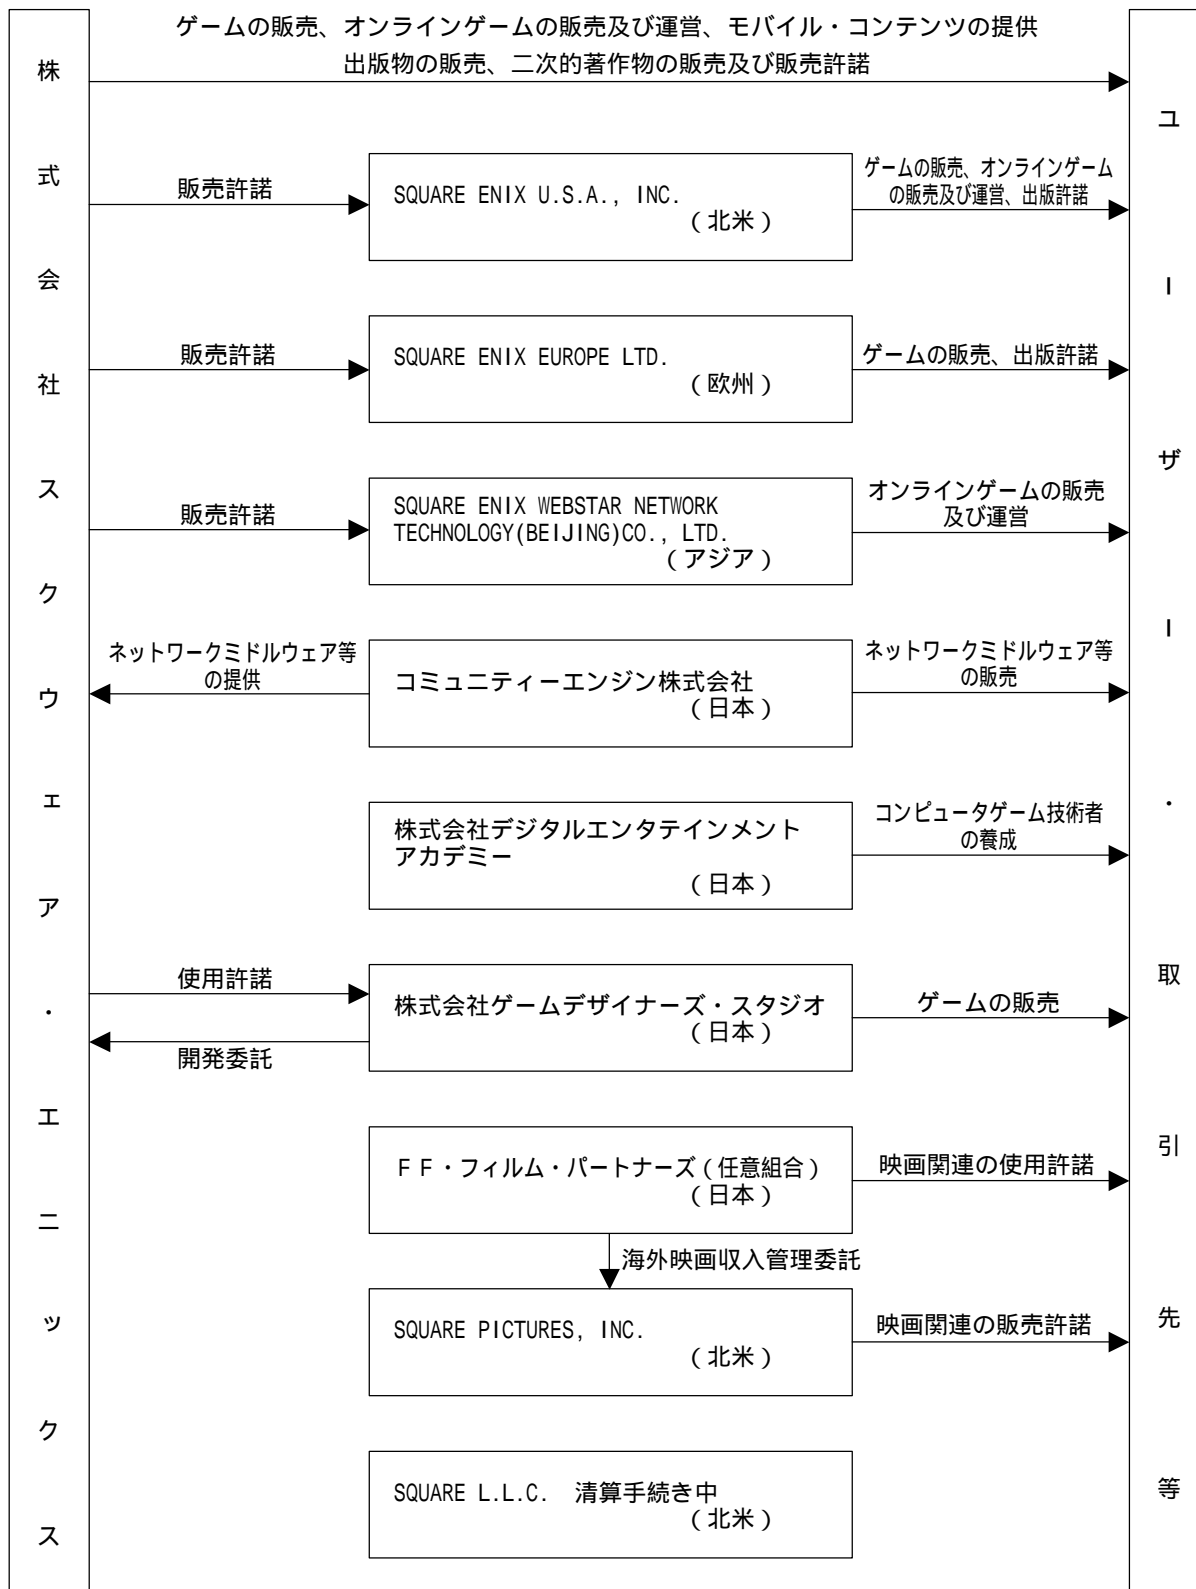 ゲームの販売、オンラインゲームの販売及び運営、モバイル・コンテンツの提供
出版物の販売、二次的著作物の販売及び販売許諾
株式会社スクウェア・エニックス
ユーザー・取引先等
販売許諾
SQUARE ENIX U.S.A., INC.
(北米)
ゲームの販売、オンラインゲーム
の販売及び運営、出版許諾
販売許諾
SQUARE ENIX EUROPE LTD.
(欧州)
ゲームの販売、出版許諾
販売許諾
SQUARE ENIX WEBSTAR NETWORK
TECHNOLOGY(BEIJING)CO., LTD.
(アジア)
オンラインゲームの販売
及び運営
ネットワークミドルウェア等
の提供
コミュニティーエンジン株式会社
(日本)
ネットワークミドルウェア等
の販売
株式会社デジタルエンタテインメント
アカデミー
(日本)
コンピュータゲーム技術者
の養成
使用許諾
開発委託
株式会社ゲームデザイナーズ・スタジオ
(日本)
ゲームの販売
FF・フィルム・パートナーズ(任意組合)
(日本)
映画関連の使用許諾
海外映画収入管理委託
SQUARE PICTURES, INC.
(北米)
映画関連の販売許諾
SQUARE L.L.C. 清算手続き中
(北米)